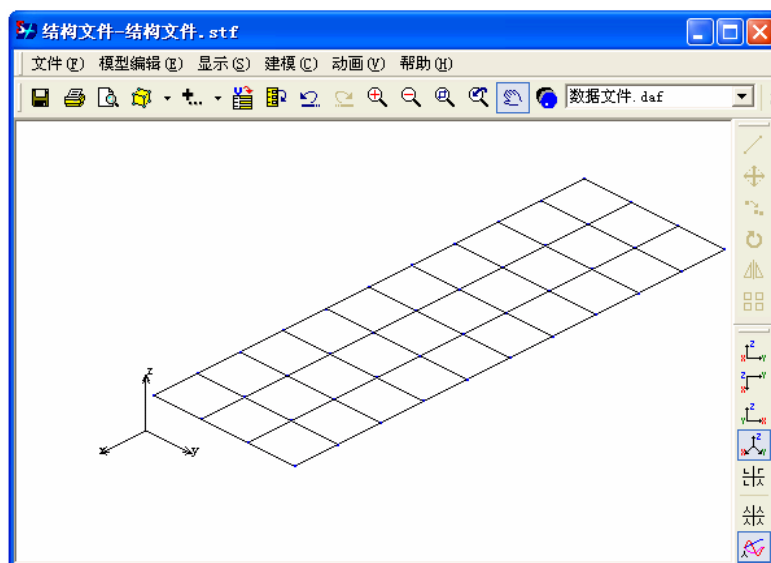 结构文件-结构文件.stf
文件(F) 模型编辑(E) 显示(S) 建模(C) 动画(V) 帮助(H)
数据文件.daf
z
x
y